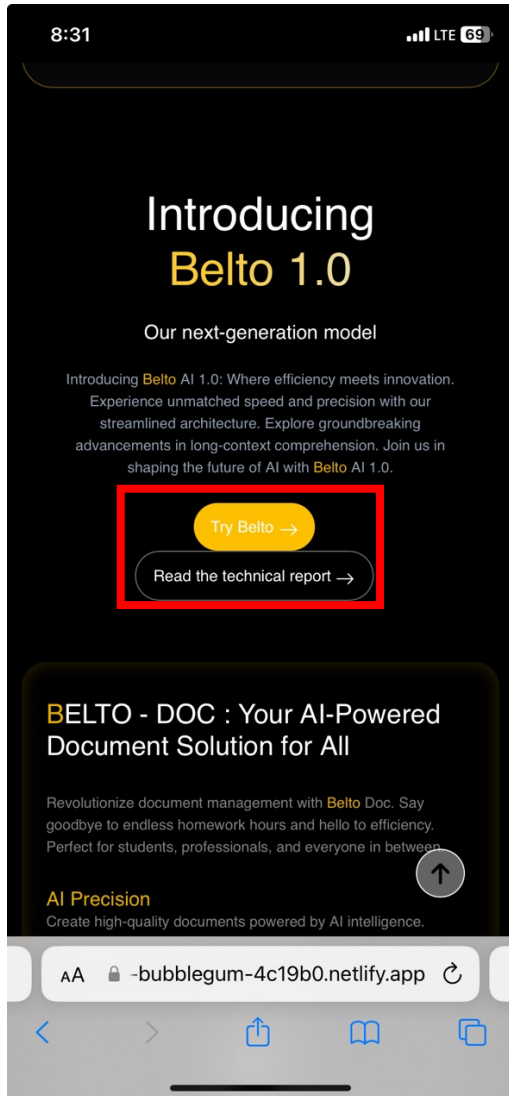 8:31
LTE 69
Introducing
Belto 1.0
Our next-generation model
Introducing Belto AI 1.0: Where efficiency meets innovation.
Experience unmatched speed and precision with our
streamlined architecture. Explore groundbreaking
advancements in long-context comprehension. Join us in
shaping the future of AI with Belto AI 1.0.
Try Belto →
Read the technical report →
BELTO - DOC : Your AI-Powered
Document Solution for All
Revolutionize document management with Belto Doc. Say
goodbye to endless homework hours and hello to efficiency.
Perfect for students, professionals, and everyone in between.
AI Precision
Create high-quality documents powered by AI intelligence.
AA -bubblegum-4c19b0.netlify.app